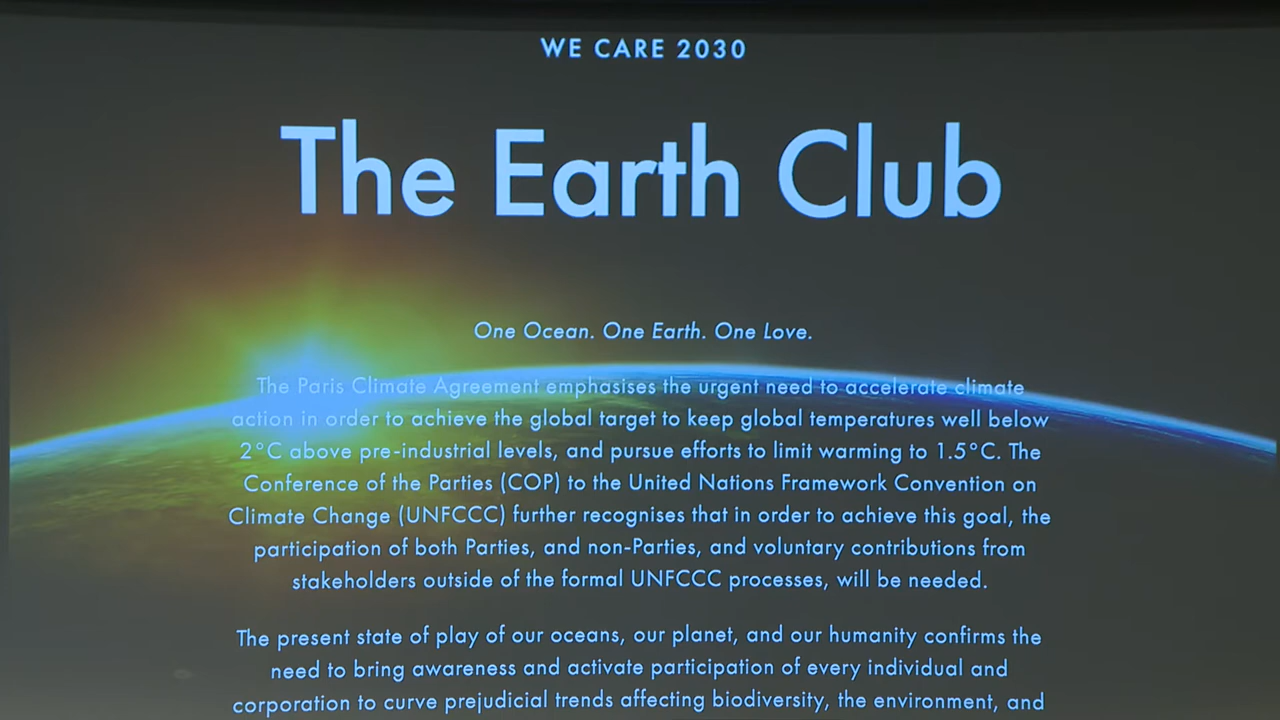 WE CARE 2030
The Earth Club
One Ocean. One Earth. One Love.
The Paris Climate Agreement emphasises the urgent need to accelerate climate
action in order to achieve the global target to keep global temperatures well below
2°C above pre-industrial levels, and pursue efforts to limit warming to 1.5°C. The
Conference of the Parties (COP) to the United Nations Framework Convention on
Climate Change (UNFCCC) further recognises that in order to achieve this goal, the
participation of both Parties, and non-Parties, and voluntary contributions from
stakeholders outside of the formal UNFCCC processes, will be needed.
The present state of play of our oceans, our planet, and our humanity confirms the
need to bring awareness and activate participation of every individual and
corporation to curve prejudicial trends affecting biodiversity, the environment, and